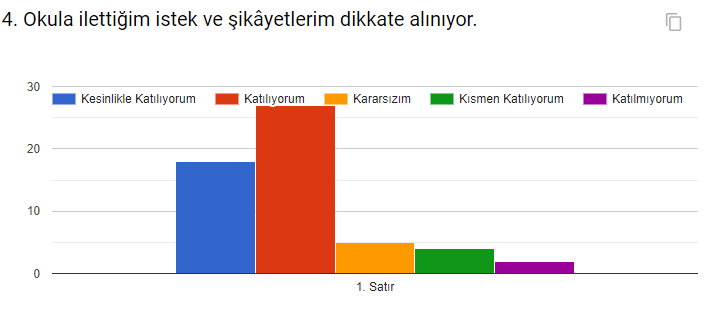 4. Okula ilettiğim istek ve şikâyetlerim dikkate alınıyor.
30
Kesinlikle Katılıyorum Katılıyorum Kararsızım Kısmen Katılıyorum Katılmıyorum
20
10
0
1. Satır